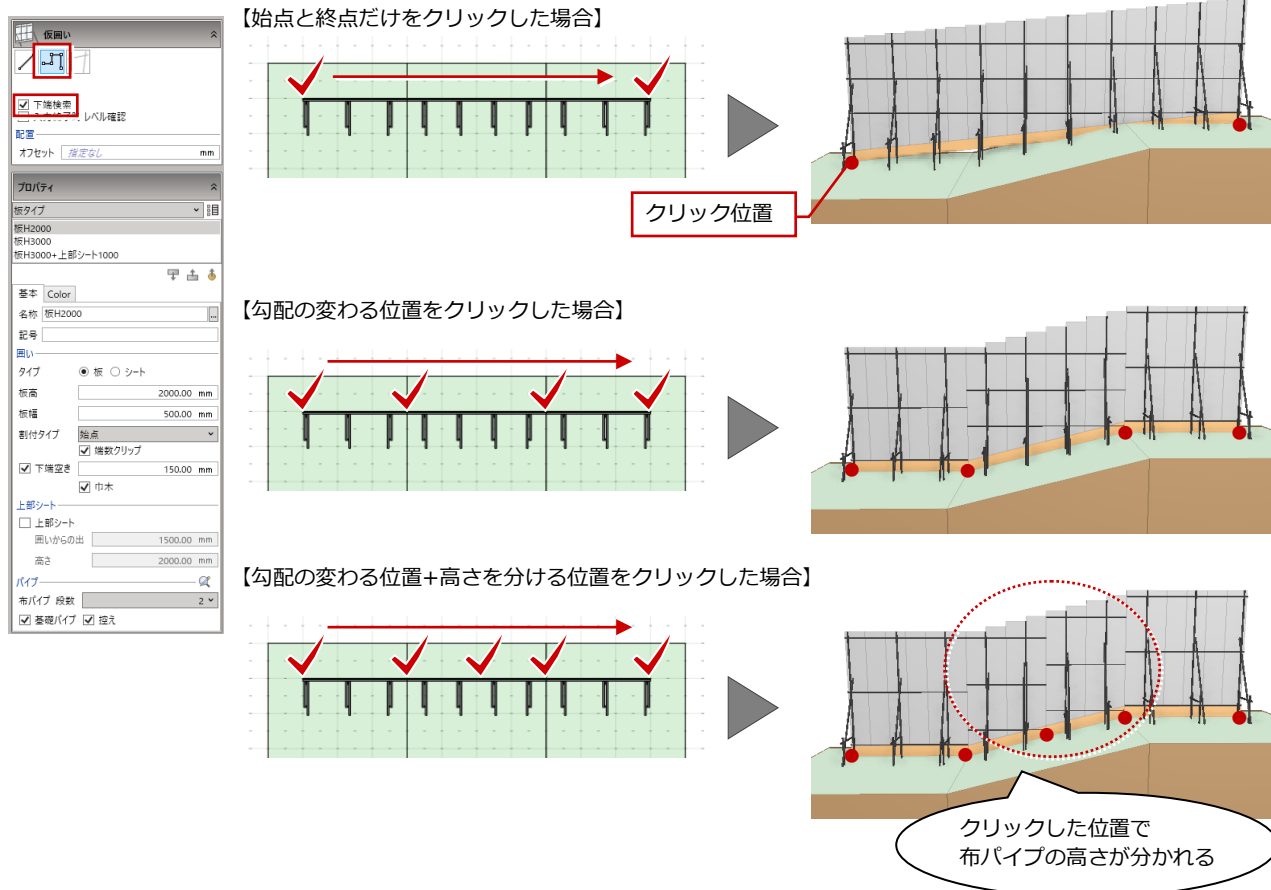 仮囲い
下端検索
レベル確認
配置
オフセット 指定なし mm
プロパティ
板タイプ
板H2000
板H3000
板H3000+上部シート1000
基本 Color
名称 板H2000 ...
記号
囲い
タイプ 板 シート
板高 2000.00 mm
板幅 500.00 mm
割付タイプ 始点
端数クリップ
下端空き 150.00 mm
巾木
上部シート
上部シート
囲いからの出 1500.00 mm
高さ 2000.00 mm
パイプ
布パイプ 段数 2
基礎パイプ 控え
【始点と終点だけをクリックした場合】
クリック位置
【勾配の変わる位置をクリックした場合】
【勾配の変わる位置+高さを分ける位置をクリックした場合】
クリックした位置で
布パイプの高さが分かれる